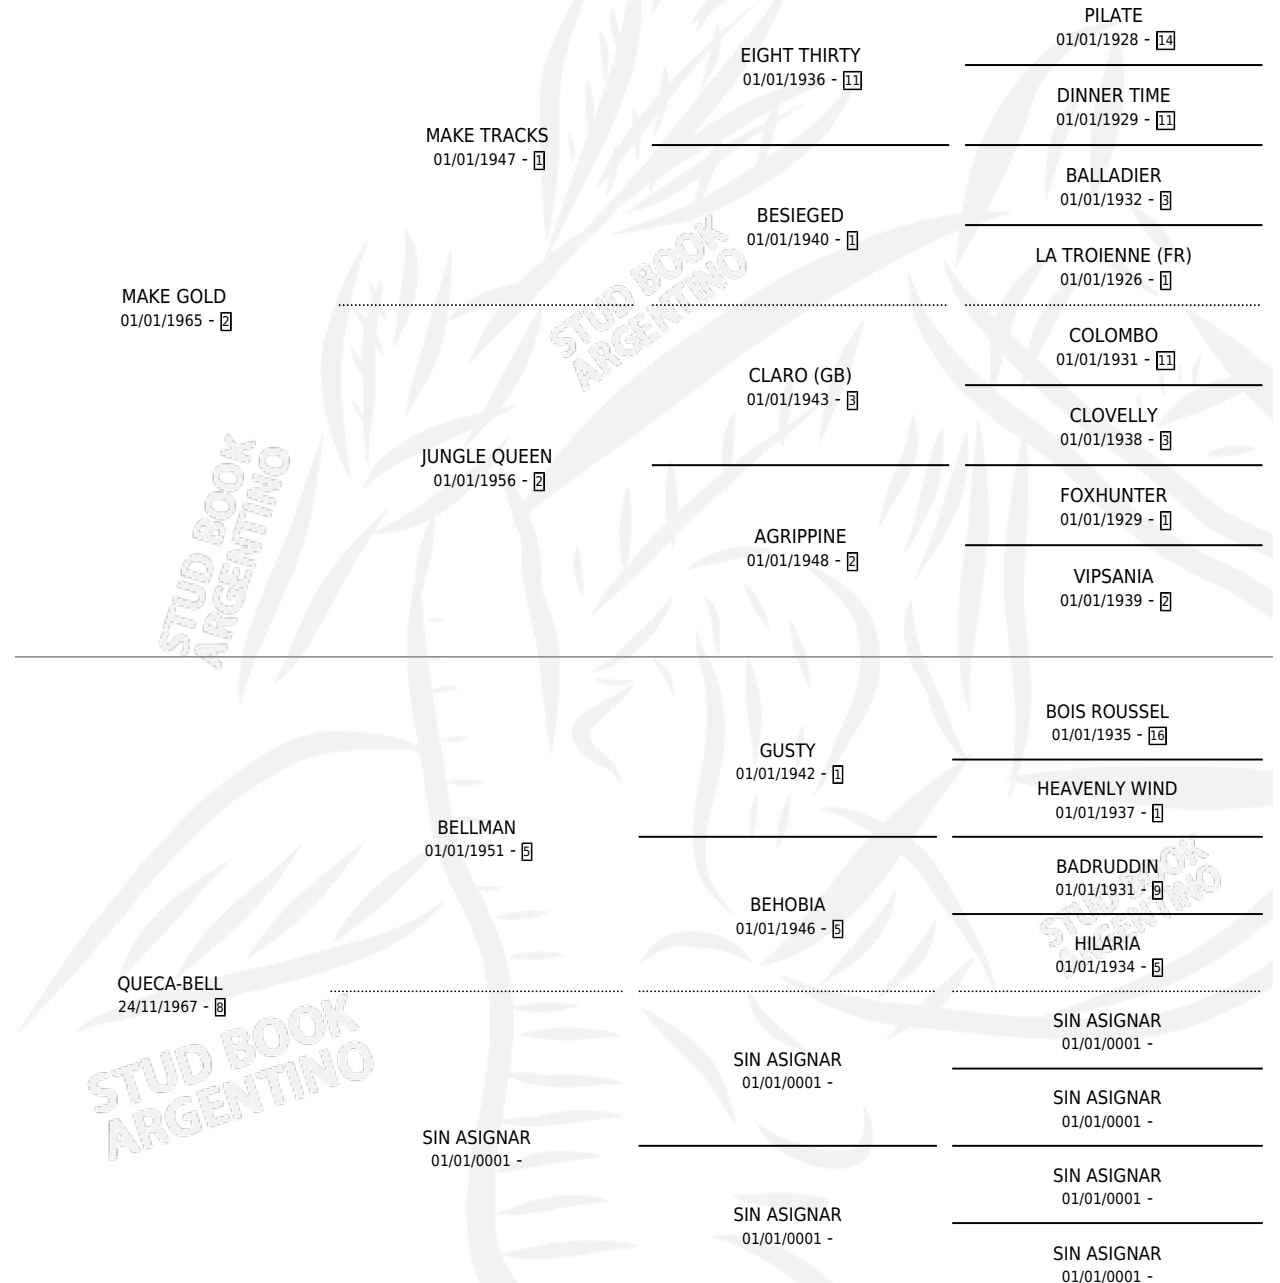 PILATE
01/01/1928 - 14
EIGHT THIRTY
01/01/1936 - 11
DINNER TIME
01/01/1929 - 11
MAKE TRACKS
01/01/1947 - 1
BALLADIER
01/01/1932 - 3
BESIEGED
01/01/1940 - 1
LA TROIENNE (FR)
01/01/1926 - 1
MAKE GOLD
01/01/1965 - 2
STUD BOOK
ARGENTINO
COLOMBO
01/01/1931 - 11
CLARO (GB)
01/01/1943 - 3
CLOVELLY
01/01/1938 - 3
JUNGLE QUEEN
01/01/1956 - 2
FOXHUNTER
01/01/1929 - 1
AGRIPPINE
01/01/1948 - 2
VIPSANIA
01/01/1939 - 2
STUD BOOK
ARGENTINO
BOIS ROUSSEL
01/01/1935 - 16
GUSTY
01/01/1942 - 1
HEAVENLY WIND
01/01/1937 - 1
BELLMAN
01/01/1951 - 5
BADRUDDIN
01/01/1931 - 9
BEHOBIA
01/01/1946 - 5
STUD BOOK
ARGENTINO
HILARIA
01/01/1934 - 5
QUECA-BELL
24/11/1967 - 8
SIN ASIGNAR
01/01/0001 -
SIN ASIGNAR
01/01/0001 -
STUD BOOK
ARGENTINO
SIN ASIGNAR
01/01/0001 -
SIN ASIGNAR
01/01/0001 -
SIN ASIGNAR
01/01/0001 -
SIN ASIGNAR
01/01/0001 -
SIN ASIGNAR
01/01/0001 -